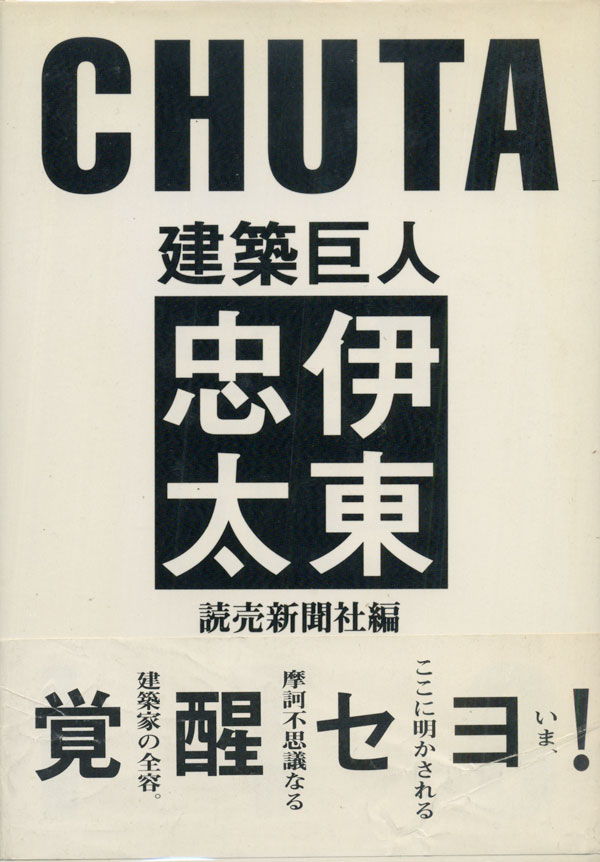 CHUTA
建築巨人
伊東
忠太
読売新聞社編
覚醒セヨ!
いま、
ここに明かされる
摩訶不思議なる
建築家の全容。